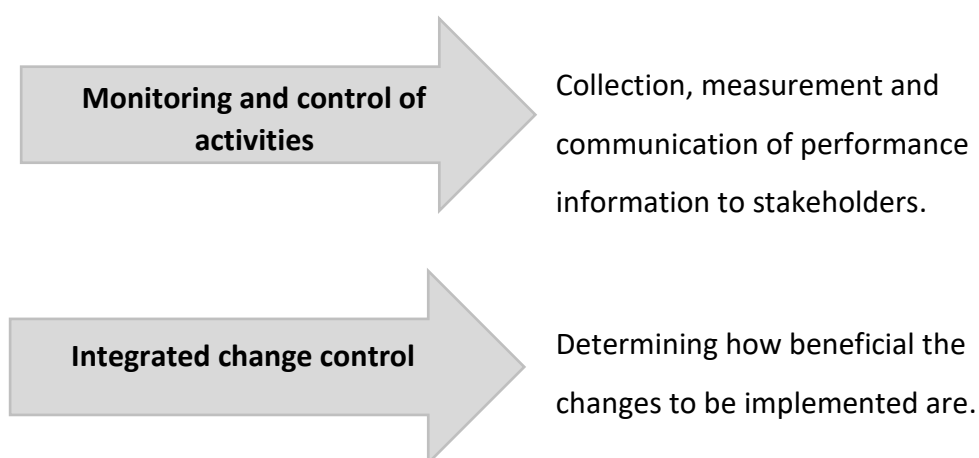 Monitoring and control of
activities
Collection, measurement and
communication of performance
information to stakeholders.
Integrated change control
Determining how beneficial the
changes to be implemented are.